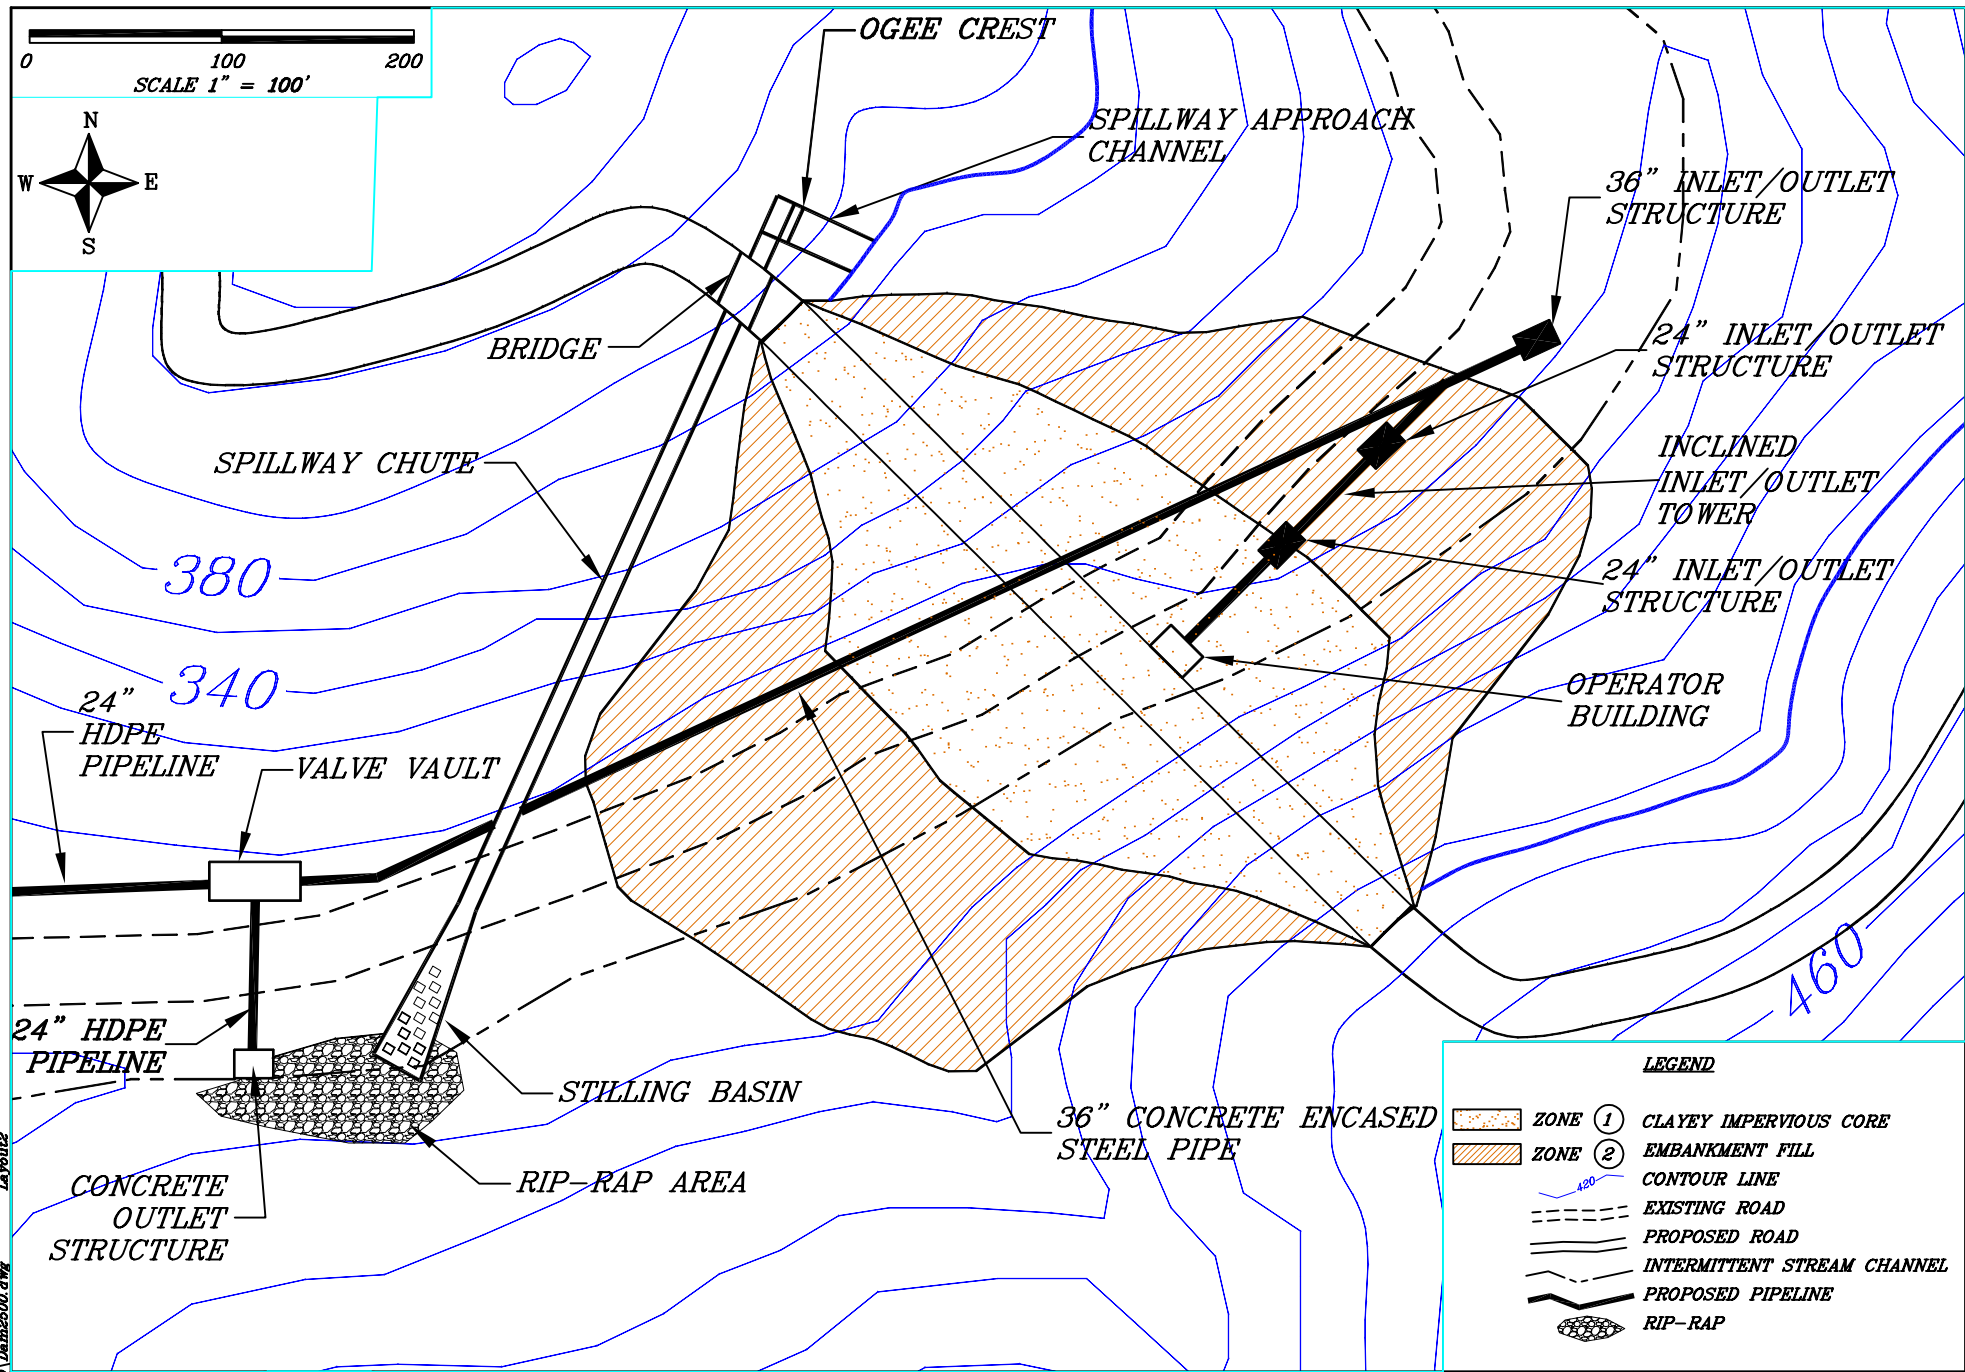 0 100 200
SCALE 1" = 100'
N
W E
S
OGEE CREST
SPILLWAY APPROACH
CHANNEL
36" INLET/OUTLET
STRUCTURE
BRIDGE
24" INLET/OUTLET
STRUCTURE
SPILLWAY CHUTE
INCLINED
INLET/OUTLET
TOWER
380
24" INLET/OUTLET
STRUCTURE
340
24"
HDPE
PIPELINE
OPERATOR
BUILDING
VALVE VAULT
460
24" HDPE
PIPELINE
STILLING BASIN
36" CONCRETE ENCASED
STEEL PIPE
RIP-RAP AREA
CONCRETE
OUTLET
STRUCTURE
LEGEND
ZONE 1 CLAYEY IMPERVIOUS CORE
ZONE 2 EMBANKMENT FILL
420 CONTOUR LINE
EXISTING ROAD
PROPOSED ROAD
INTERMITTENT STREAM CHANNEL
PROPOSED PIPELINE
RIP-RAP
Layout2
\Dam2500.dwg